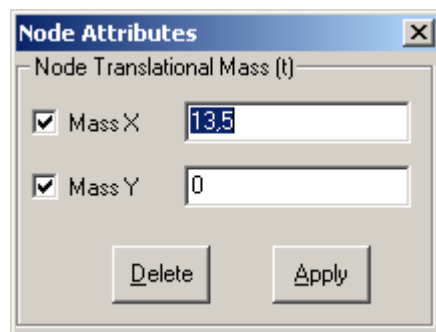 Node Attributes
Node Translational Mass (t)
Mass X 13,5
Mass Y 0
Delete Apply